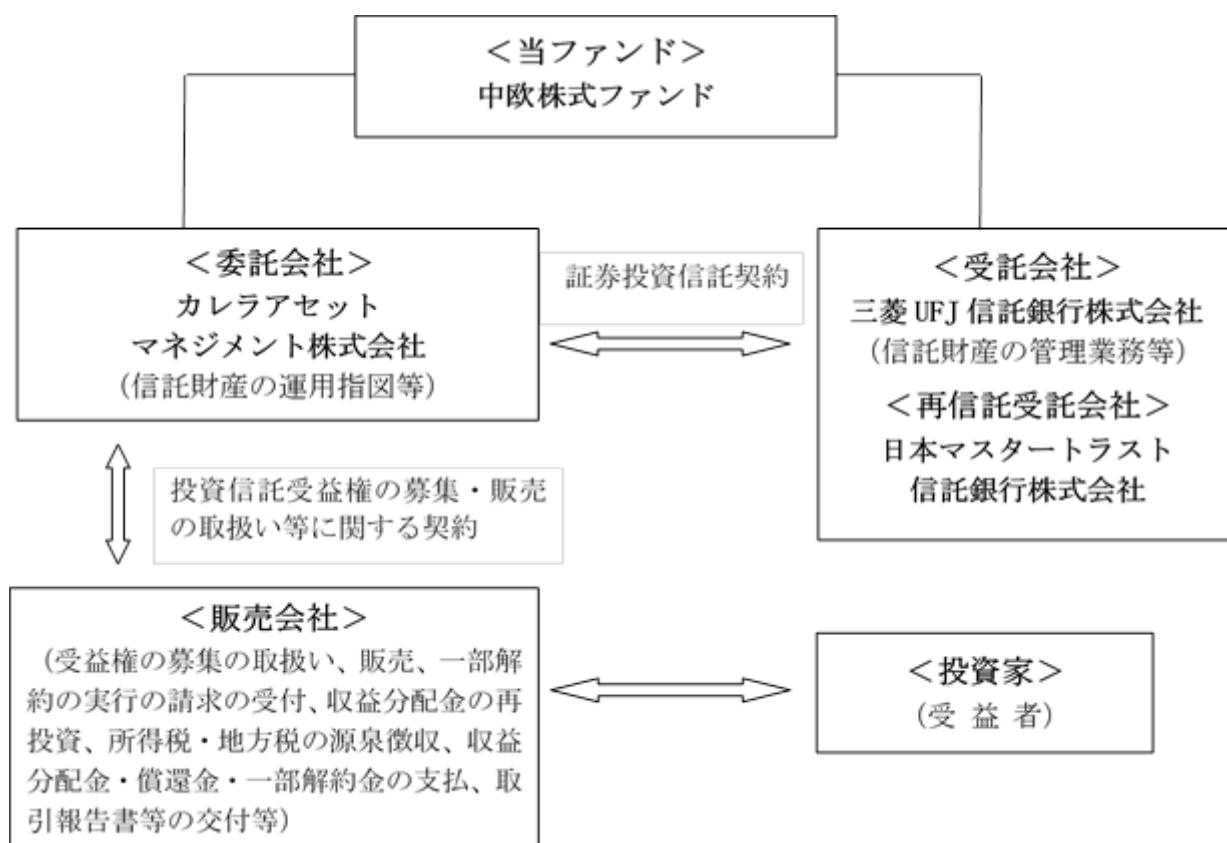 ＜当ファンド＞
中欧株式ファンド
＜委託会社＞
カレラアセット
マネジメント株式会社
（信託財産の運用指図等）
証券投資信託契約
＜受託会社＞
三菱 UFJ 信託銀行株式会社
（信託財産の管理業務等）
＜再信託受託会社＞
日本マスタートラスト
信託銀行株式会社
投資信託受益権の募集・販売
の取扱い等に関する契約
＜販売会社＞
（受益権の募集の取扱い、販売、一部解
約の実行の請求の受付、収益分配金の再
投資、所得税・地方税の源泉徴収、収益
分配金・償還金・一部解約金の支払、取
引報告書等の交付等）
＜投資家＞
（受 益 者）